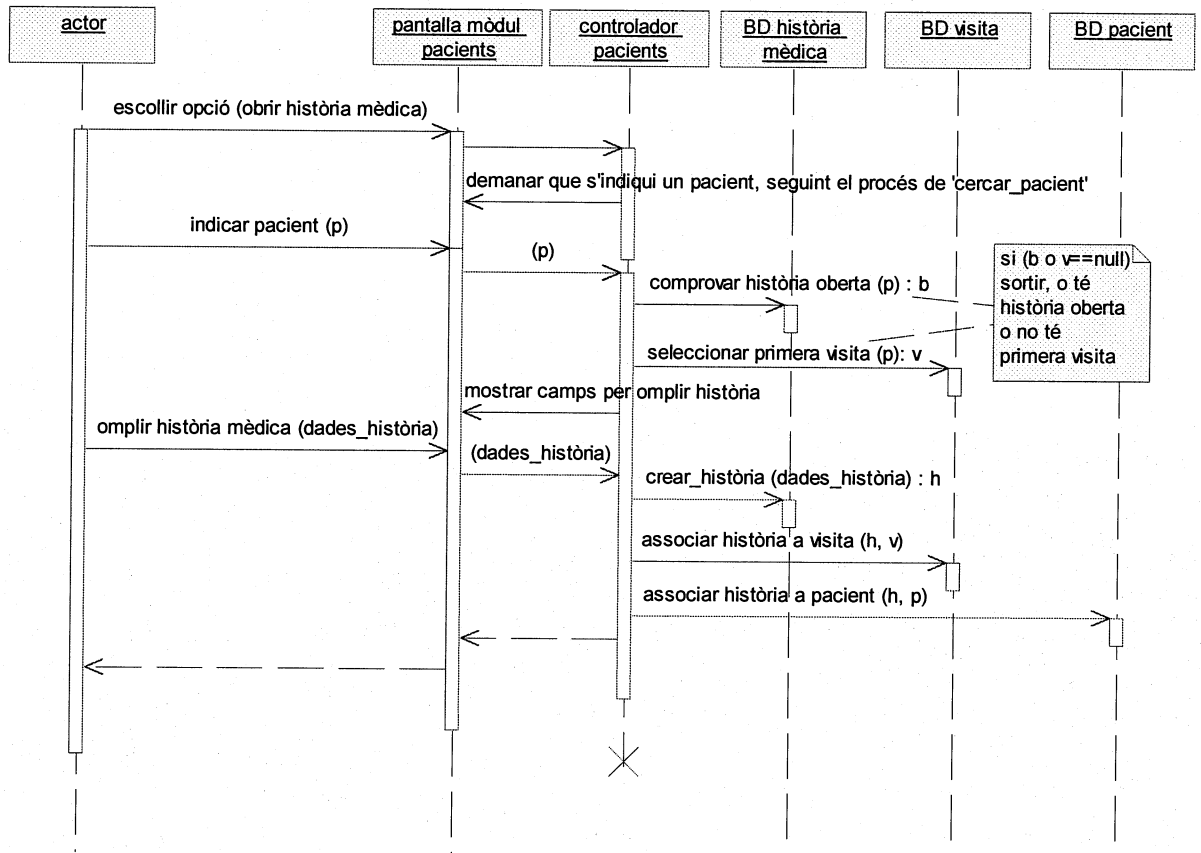 actor
pantalla mòdul
pacients
controlador
pacients
BD història
mèdica
BD visita
BD pacient
escollir opció (obrir història mèdica)
demanar que s'indiqui un pacient, seguint el procés de 'cercar_pacient'
indicar pacient (p)
(p)
si (b o v==null)
sortir, o té
història oberta
o no té
primera visita
comprovar història oberta (p) : b
seleccionar primera visita (p): v
mostrar camps per omplir història
omplir història mèdica (dades_història)
(dades_història)
crear_història (dades_història) : h
associar història a visita (h, v)
associar història a pacient (h, p)